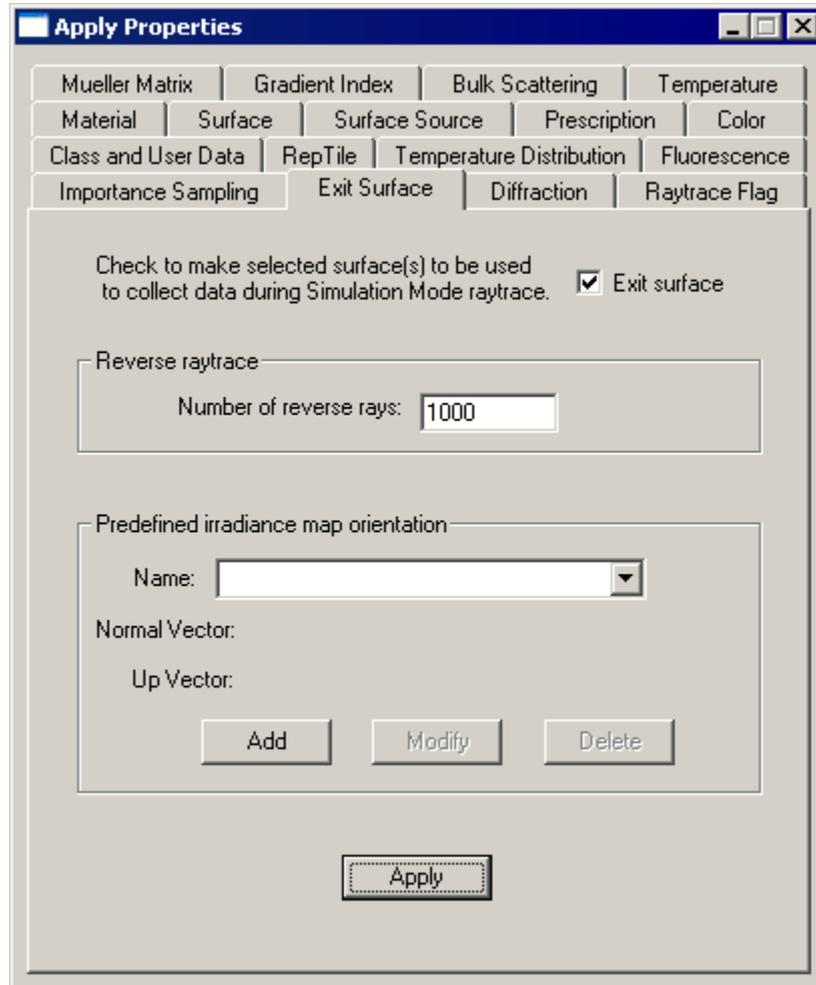 Apply Properties
Mueller Matrix Gradient Index Bulk Scattering Temperature
Material Surface Surface Source Prescription Color
Class and User Data RepTile Temperature Distribution Fluorescence
Importance Sampling Exit Surface Diffraction Raytrace Flag
Check to make selected surface(s) to be used
to collect data during Simulation Mode raytrace.
Exit surface
Reverse raytrace
Number of reverse rays: 1000
Predefined irradiance map orientation
Name:
Normal Vector:
Up Vector:
Add Modify Delete
Apply